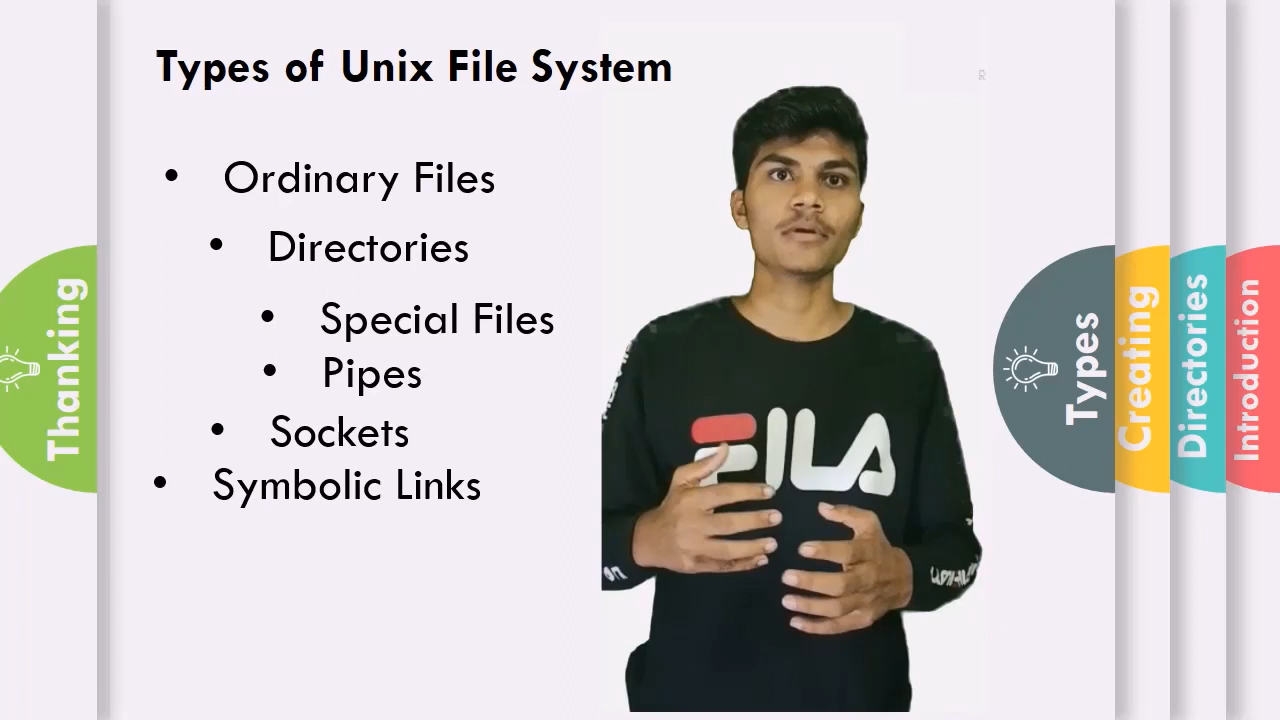 Types of Unix File System
• Ordinary Files
• Directories
• Special Files
• Pipes
• Sockets
• Symbolic Links
Thanking
Types
Creating
Directories
Introduction
FILA